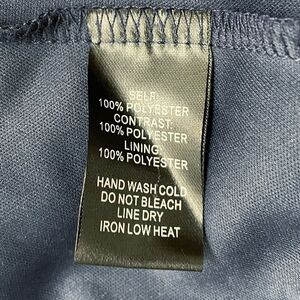 SELF:
100% POLYESTER
CONTRAST:
100% POLYESTER
LINING:
100% POLYESTER
HAND WASH COLD
DO NOT BLEACH
LINE DRY
IRON LOW HEAT